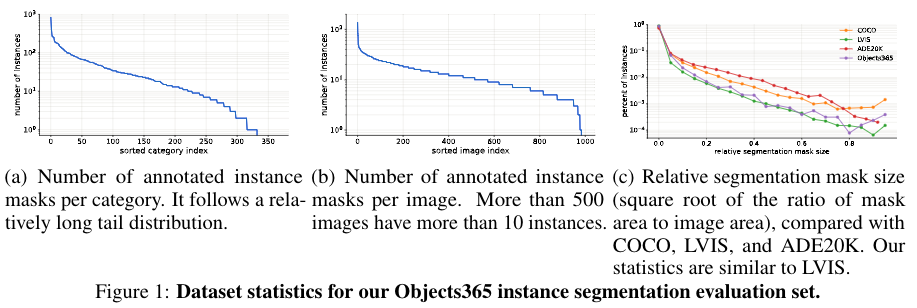 10³
10²
10¹
10⁰
number of instances
0 50 100 150 200 250 300 350
sorted category index
10³
10²
10¹
10⁰
number of instances
0 200 400 600 800 1000
sorted image index
10⁰
10⁻¹
10⁻²
10⁻³
10⁻⁴
percent of instances
0.0 0.2 0.4 0.6 0.8
relative segmentation mask size
COCO
LVIS
ADE20K
Objects365
(a) Number of annotated instance
masks per category. It follows a rela-
tively long tail distribution.
(b) Number of annotated instance
masks per image. More than 500
images have more than 10 instances.
(c) Relative segmentation mask size
(square root of the ratio of mask
area to image area), compared with
COCO, LVIS, and ADE20K. Our
statistics are similar to LVIS.
Figure 1: Dataset statistics for our Objects365 instance segmentation evaluation set.